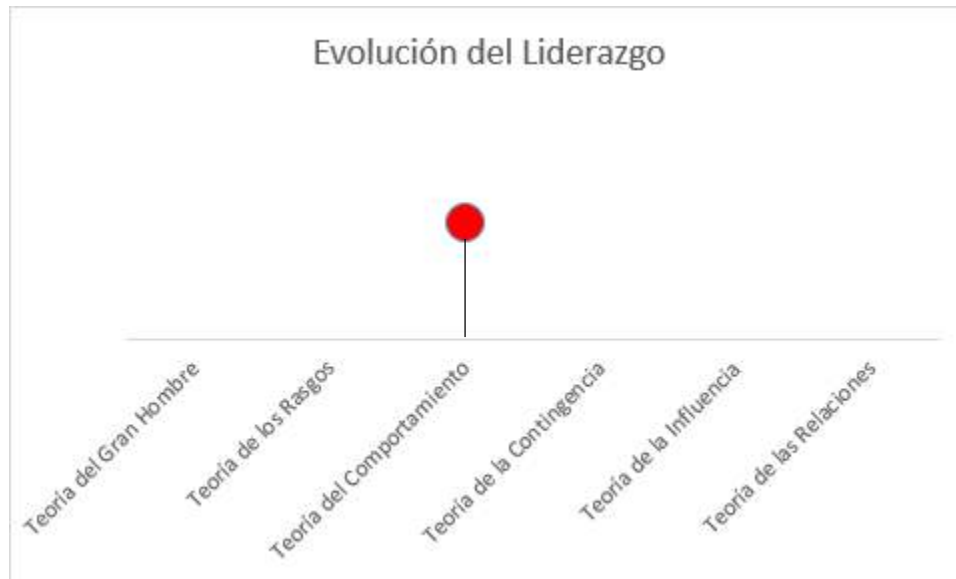 Evolución del Liderazgo
Teoría del Gran Hombre
Teoría de los Rasgos
Teoría del Comportamiento
Teoría de la Contingencia
Teoría de la Influencia
Teoría de las Relaciones